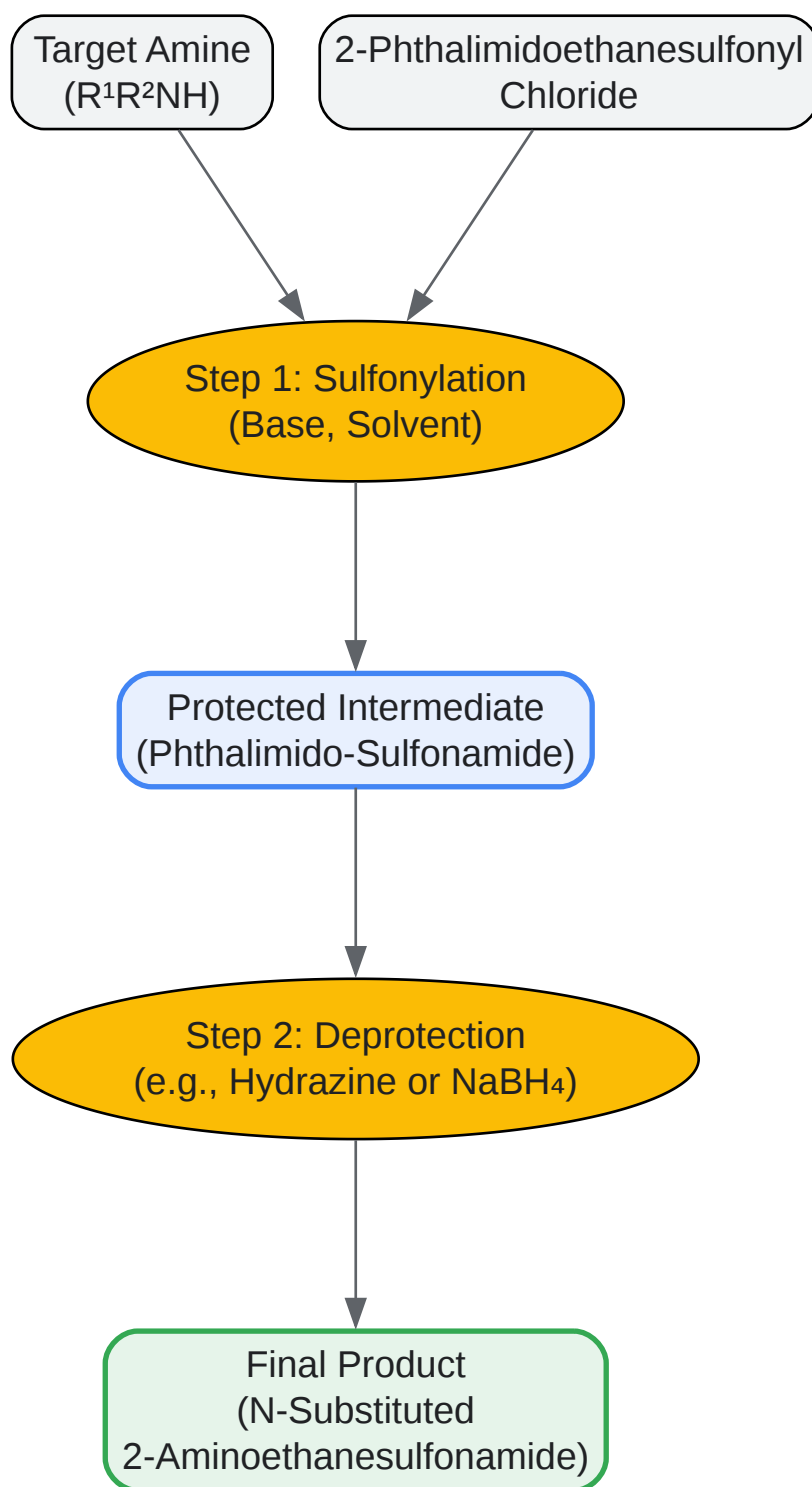 Target Amine
(R¹R²NH)
2-Phthalimidoethanesulfonyl
Chloride
Step 1: Sulfonylation
(Base, Solvent)
Protected Intermediate
(Phthalimido-Sulfonamide)
Step 2: Deprotection
(e.g., Hydrazine or NaBH₄)
Final Product
(N-Substituted
2-Aminoethanesulfonamide)